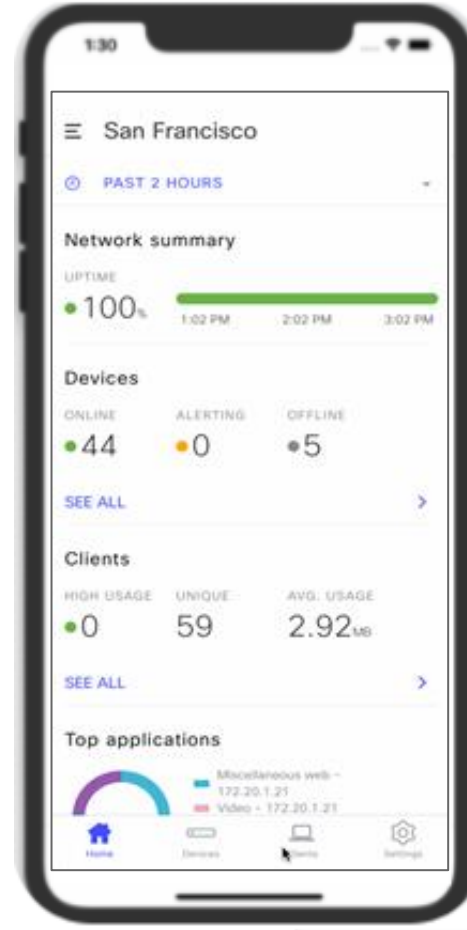 1:30
San Francisco
PAST 2 HOURS
Network summary
UPTIME
100%
1:02 PM 2:02 PM 3:02 PM
Devices
ONLINE ALERTING OFFLINE
44 0 5
SEE ALL
Clients
HIGH USAGE UNIQUE AVG. USAGE
0 59 2.92MB
SEE ALL
Top applications
Miscellaneous web -
172.20.1.21
Video - 172.20.1.21
Home Devices Clients Settings